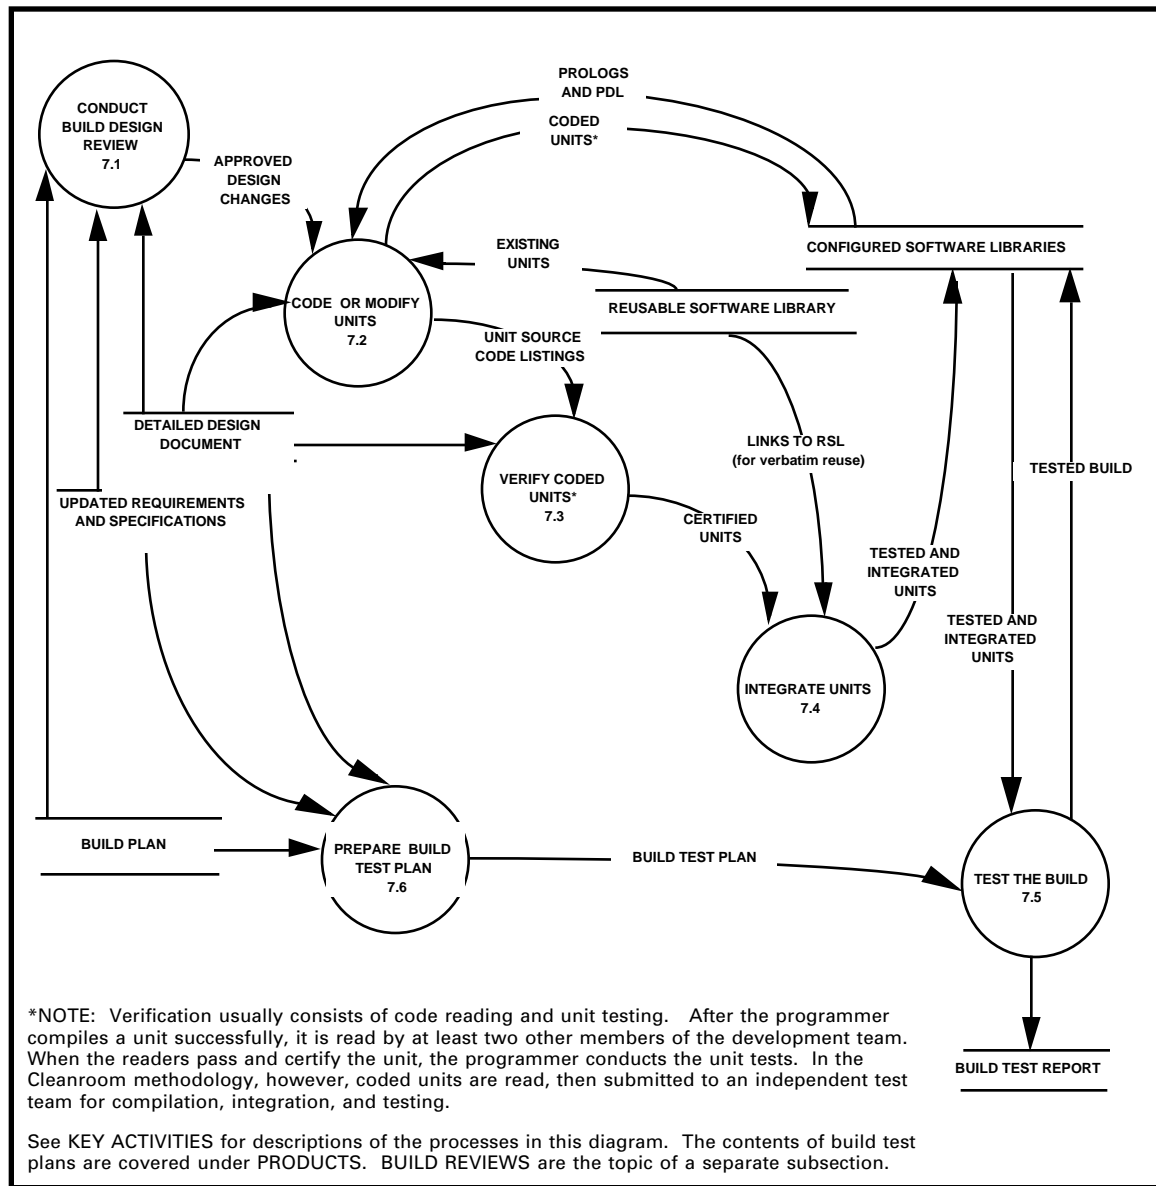 PROLOGS
AND PDL
CONDUCT
BUILD DESIGN
REVIEW
7.1
CODED
UNITS*
APPROVED
DESIGN
CHANGES
EXISTING
UNITS
CONFIGURED SOFTWARE LIBRARIES
CODE OR MODIFY
UNITS
7.2
REUSABLE SOFTWARE LIBRARY
UNIT SOURCE
CODE LISTINGS
DETAILED DESIGN
DOCUMENT
LINKS TO RSL
(for verbatim reuse)
TESTED BUILD
VERIFY CODED
UNITS*
7.3
UPDATED REQUIREMENTS
AND SPECIFICATIONS
CERTIFIED
UNITS
TESTED AND
INTEGRATED
UNITS
TESTED AND
INTEGRATED
UNITS
INTEGRATE UNITS
7.4
BUILD PLAN
PREPARE BUILD
TEST PLAN
7.6
BUILD TEST PLAN
TEST THE BUILD
7.5
*NOTE: Verification usually consists of code reading and unit testing. After the programmer
compiles a unit successfully, it is read by at least two other members of the development team.
When the readers pass and certify the unit, the programmer conducts the unit tests. In the
Cleanroom methodology, however, coded units are read, then submitted to an independent test
team for compilation, integration, and testing.
BUILD TEST REPORT
See KEY ACTIVITIES for descriptions of the processes in this diagram. The contents of build test
plans are covered under PRODUCTS. BUILD REVIEWS are the topic of a separate subsection.